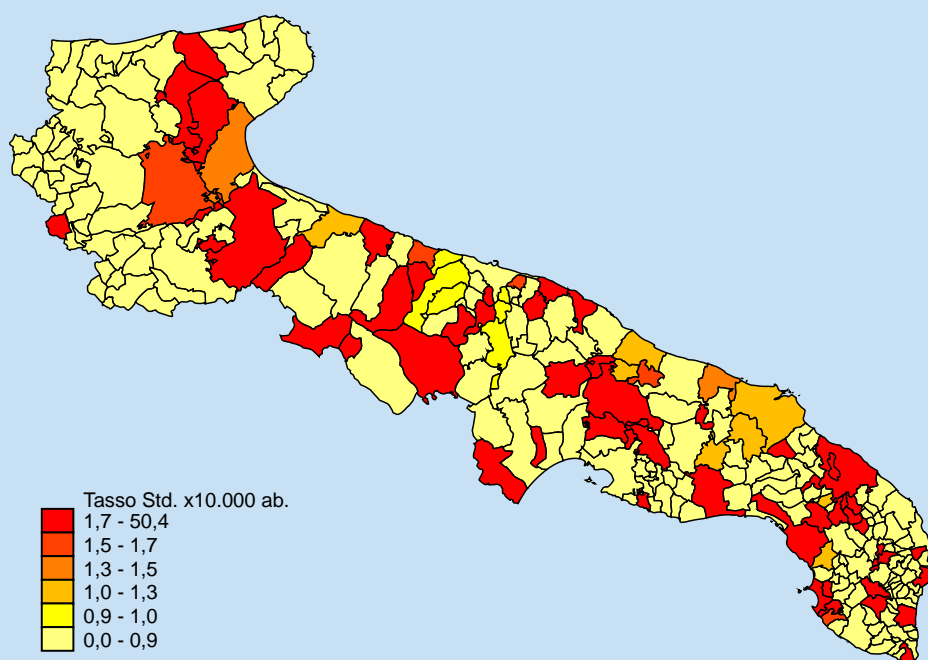 Tasso Std. x10.000 ab.
1,7 - 50,4
1,5 - 1,7
1,3 - 1,5
1,0 - 1,3
0,9 - 1,0
0,0 - 0,9